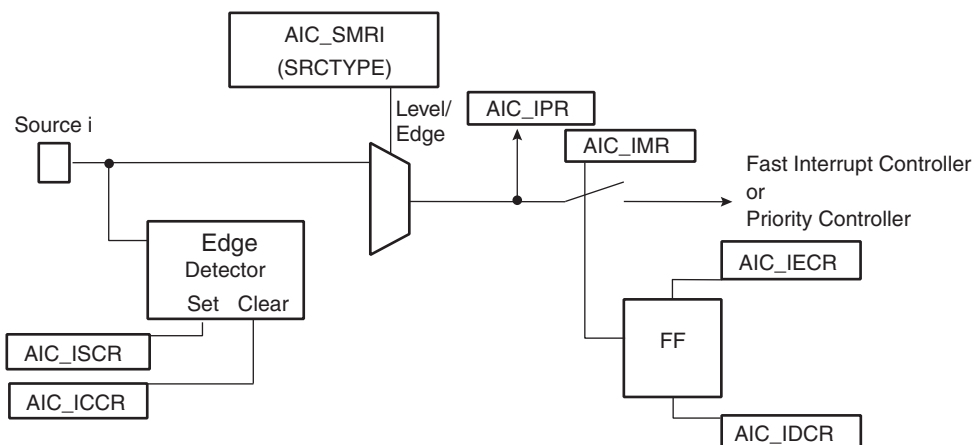 AIC_SMRI
(SRCTYPE)
Source i
Level/
Edge
AIC_IPR
AIC_IMR
Fast Interrupt Controller
or
Priority Controller
Edge
Detector
Set Clear
AIC_IECR
FF
AIC_ISCR
AIC_ICCR
AIC_IDCR